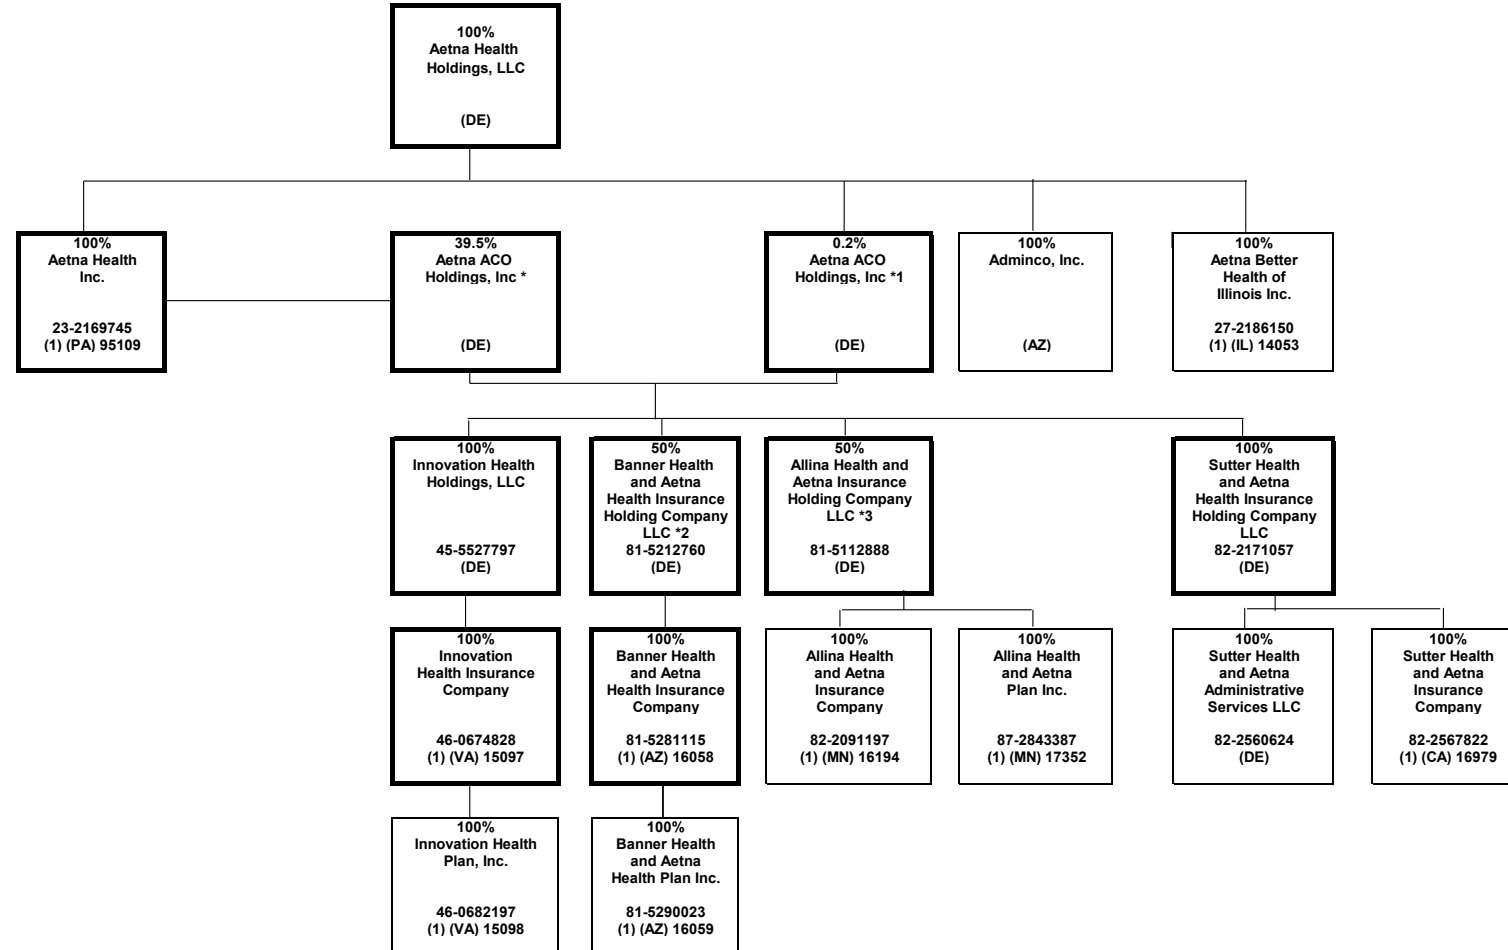 100%
Aetna Health
Holdings, LLC
(DE)
100%
Aetna Health
Inc.
23-2169745
(1) (PA) 95109
39.5%
Aetna ACO
Holdings, Inc *
(DE)
0.2%
Aetna ACO
Holdings, Inc *1
(DE)
100%
Adminco, Inc.
(AZ)
100%
Aetna Better
Health of
Illinois Inc.
27-2186150
(1) (IL) 14053
100%
Innovation Health
Holdings, LLC
45-5527797
(DE)
50%
Banner Health
and Aetna
Health Insurance
Holding Company
LLC *2
81-5212760
(DE)
50%
Allina Health and
Aetna Insurance
Holding Company
LLC *3
81-5112888
(DE)
100%
Sutter Health
and Aetna
Health Insurance
Holding Company
LLC
82-2171057
(DE)
100%
Innovation
Health Insurance
Company
46-0674828
(1) (VA) 15097
100%
Banner Health
and Aetna
Health Insurance
Company
81-5281115
(1) (AZ) 16058
100%
Allina Health
and Aetna
Insurance
Company
82-2091197
(1) (MN) 16194
100%
Allina Health
and Aetna
Plan Inc.
87-2843387
(1) (MN) 17352
100%
Sutter Health
and Aetna
Administrative
Services LLC
82-2560624
(DE)
100%
Sutter Health
and Aetna
Insurance
Company
82-2567822
(1) (CA) 16979
100%
Innovation Health
Plan, Inc.
46-0682197
(1) (VA) 15098
100%
Banner Health
and Aetna
Health Plan Inc.
81-5290023
(1) (AZ) 16059